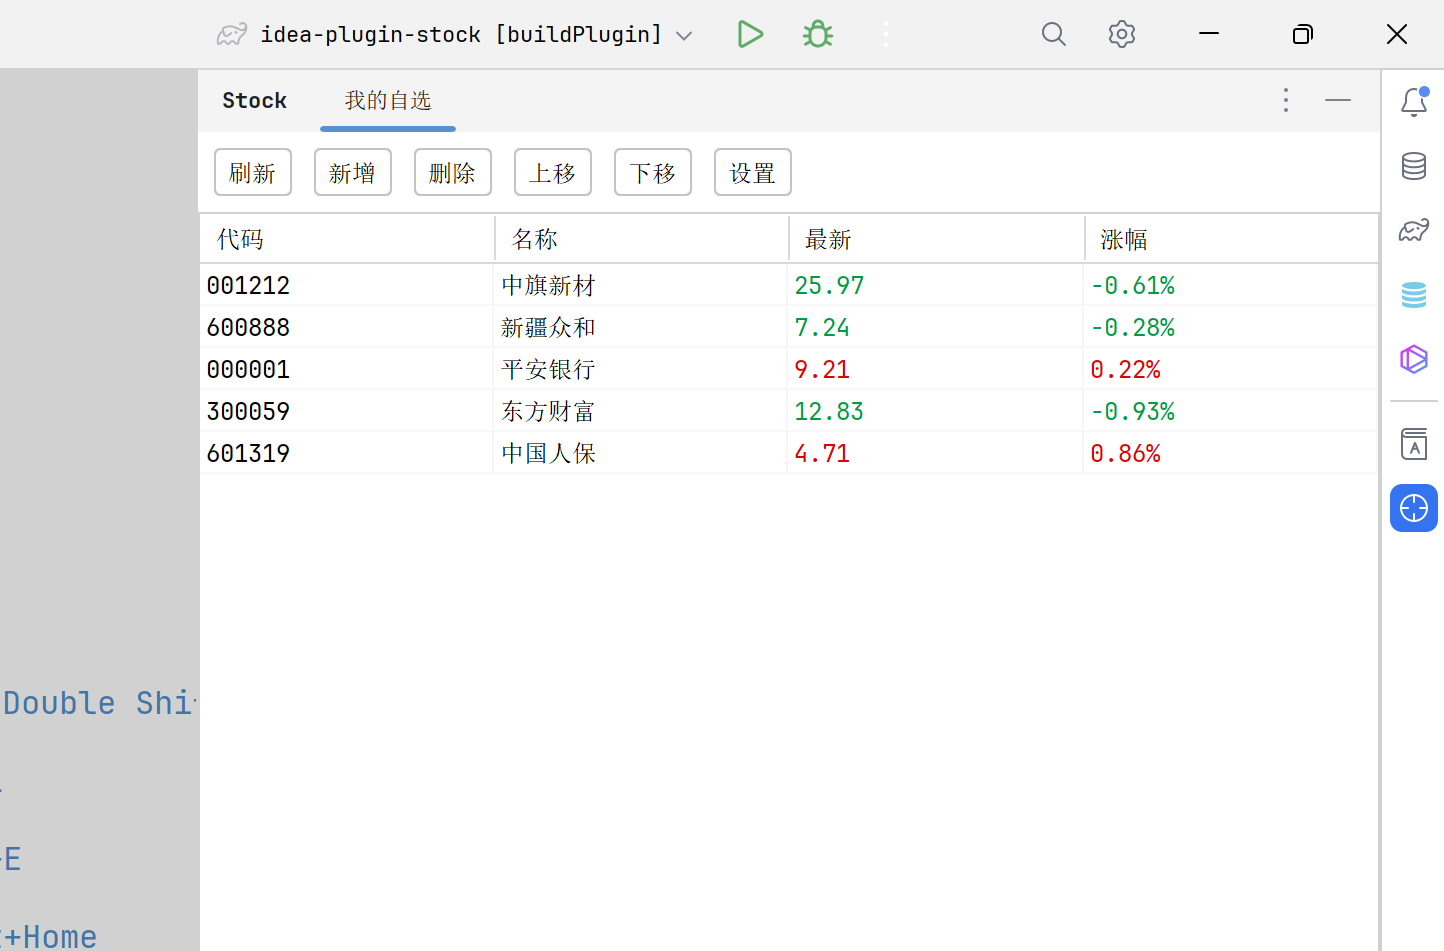 idea-plugin-stock [buildPlugin]
Stock 我的自选
刷新 新增 删除 上移 下移 设置
代码 名称 最新 涨幅
001212 中旗新材 25.97 -0.61%
600888 新疆众和 7.24 -0.28%
000001 平安银行 9.21 0.22%
300059 东方财富 12.83 -0.93%
601319 中国人保 4.71 0.86%
Double
E
+Home